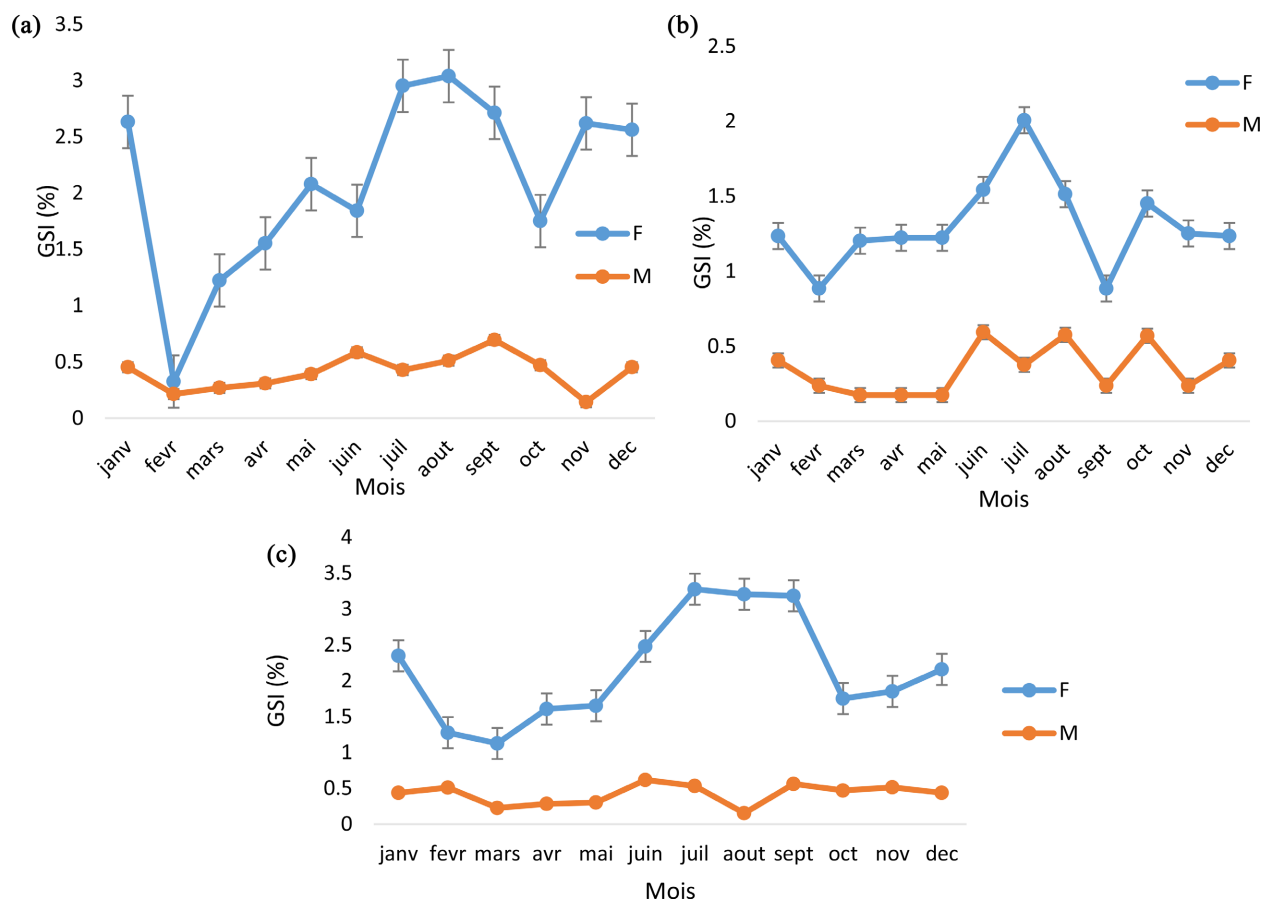 (a)
3.5
3
2.5
2
1.5
1
0.5
0
GSI (%)
F
M
janv fevr mars avr mai juin juil aout sept oct nov dec
Mois
(b)
2.5
2
1.5
1
0.5
0
GSI (%)
F
M
janv fevr mars avr mai juin juil aout sept oct nov dec
Mois
(c)
4
3.5
3
2.5
2
1.5
1
0.5
0
GSI (%)
F
M
janv fevr mars avr mai juin juil aout sept oct nov dec
Mois